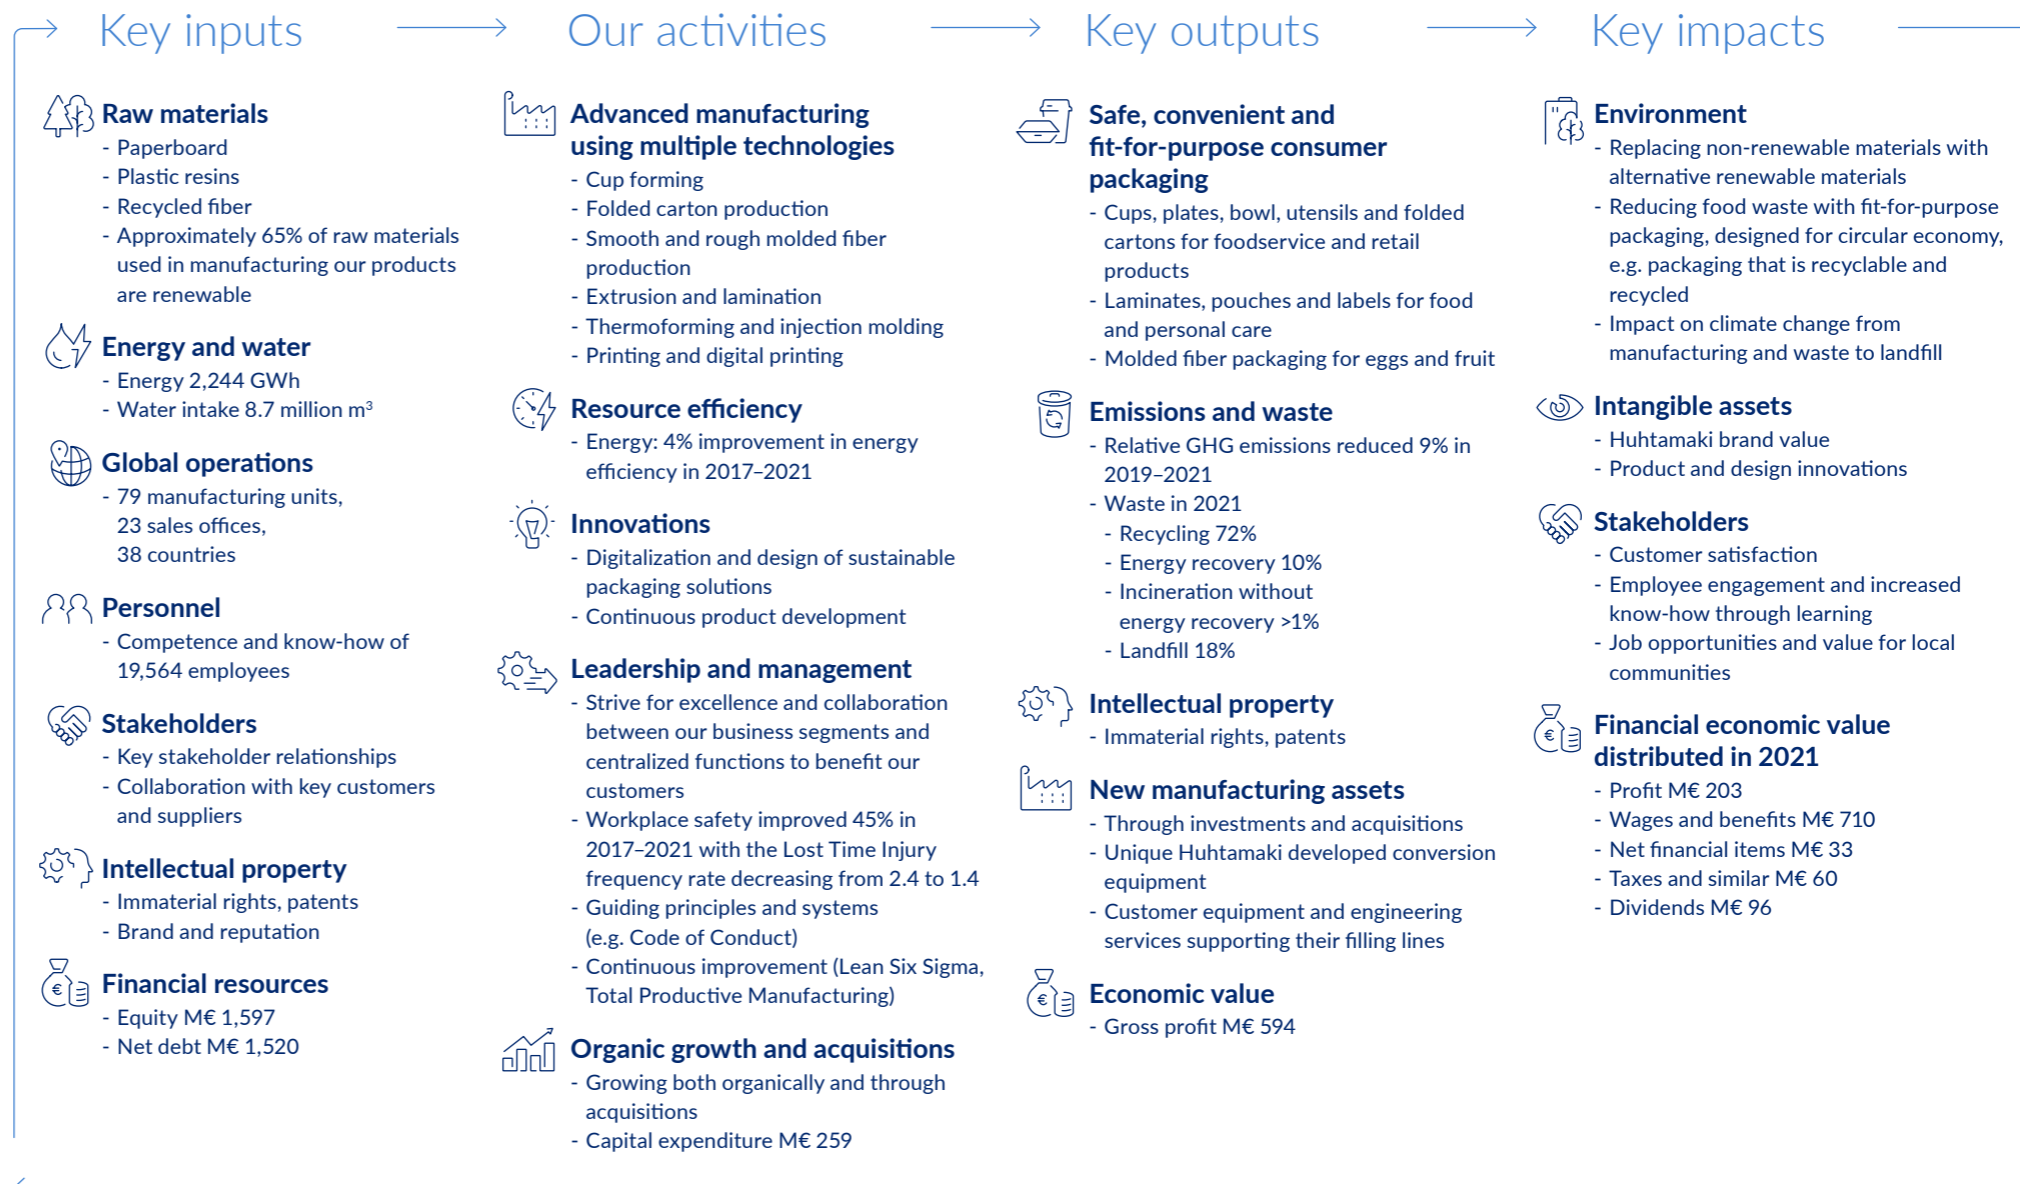 Key inputs
Raw materials
- Paperboard
- Plastic resins
- Recycled fiber
- Approximately 65% of raw materials
used in manufacturing our products
are renewable
Energy and water
- Energy 2,244 GWh
- Water intake 8.7 million m³
Global operations
- 79 manufacturing units,
23 sales offices,
38 countries
Personnel
- Competence and know-how of
19,564 employees
Stakeholders
- Key stakeholder relationships
- Collaboration with key customers
and suppliers
Intellectual property
- Immaterial rights, patents
- Brand and reputation
Financial resources
- Equity M€ 1,597
- Net debt M€ 1,520
Our activities
Advanced manufacturing
using multiple technologies
- Cup forming
- Folded carton production
- Smooth and rough molded fiber
production
- Extrusion and lamination
- Thermoforming and injection molding
- Printing and digital printing
Resource efficiency
- Energy: 4% improvement in energy
efficiency in 2017–2021
Innovations
- Digitalization and design of sustainable
packaging solutions
- Continuous product development
Leadership and management
- Strive for excellence and collaboration
between our business segments and
centralized functions to benefit our
customers
- Workplace safety improved 45% in
2017–2021 with the Lost Time Injury
frequency rate decreasing from 2.4 to 1.4
- Guiding principles and systems
(e.g. Code of Conduct)
- Continuous improvement (Lean Six Sigma,
Total Productive Manufacturing)
Organic growth and acquisitions
- Growing both organically and through
acquisitions
- Capital expenditure M€ 259
Key outputs
Safe, convenient and
fit-for-purpose consumer
packaging
- Cups, plates, bowl, utensils and folded
cartons for foodservice and retail
products
- Laminates, pouches and labels for food
and personal care
- Molded fiber packaging for eggs and fruit
Emissions and waste
- Relative GHG emissions reduced 9% in
2019–2021
- Waste in 2021
- Recycling 72%
- Energy recovery 10%
- Incineration without
energy recovery >1%
- Landfill 18%
Intellectual property
- Immaterial rights, patents
New manufacturing assets
- Through investments and acquisitions
- Unique Huhtamaki developed conversion
equipment
- Customer equipment and engineering
services supporting their filling lines
Economic value
- Gross profit M€ 594
Key impacts
Environment
- Replacing non-renewable materials with
alternative renewable materials
- Reducing food waste with fit-for-purpose
packaging, designed for circular economy,
e.g. packaging that is recyclable and
recycled
- Impact on climate change from
manufacturing and waste to landfill
Intangible assets
- Huhtamaki brand value
- Product and design innovations
Stakeholders
- Customer satisfaction
- Employee engagement and increased
know-how through learning
- Job opportunities and value for local
communities
Financial economic value
distributed in 2021
- Profit M€ 203
- Wages and benefits M€ 710
- Net financial items M€ 33
- Taxes and similar M€ 60
- Dividends M€ 96